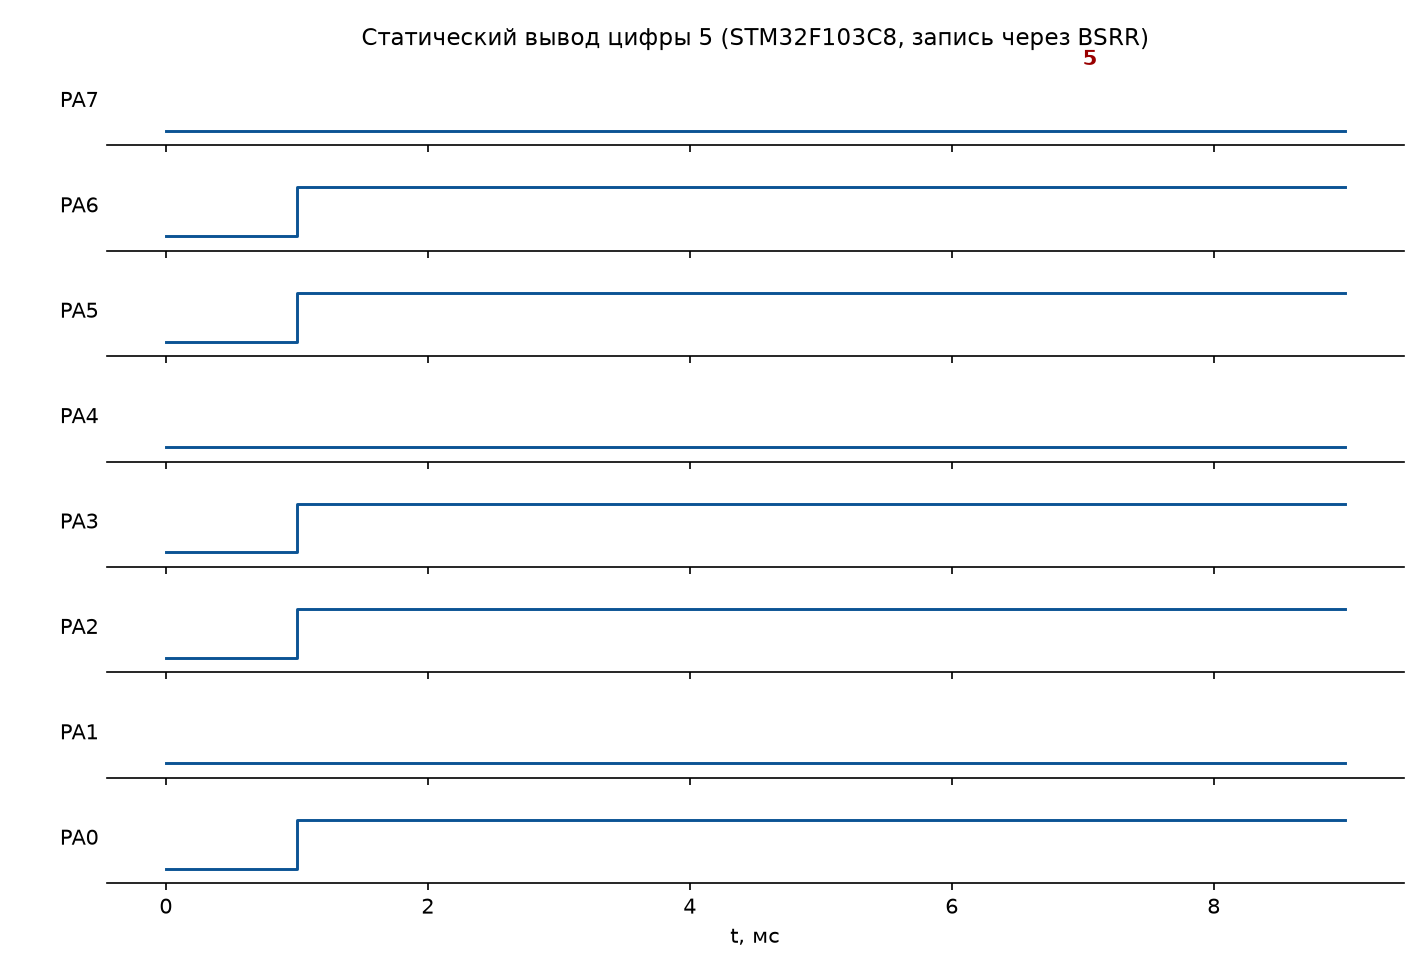 Статический вывод цифры 5 (STM32F103C8, запись через BSRR)
5
PA7
PA6
PA5
PA4
PA3
PA2
PA1
PA0
0 2 4 6 8
t, мс